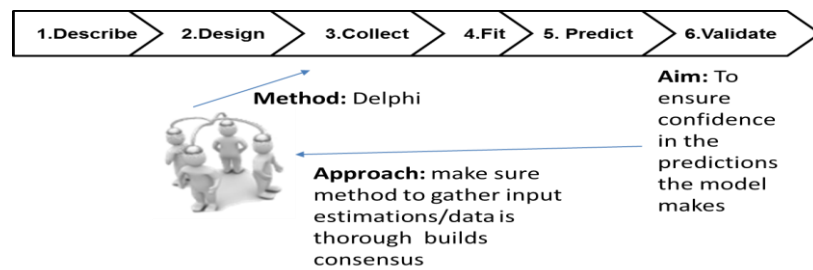 1.Describe 2.Design 3.Collect 4.Fit 5. Predict 6.Validate
Method: Delphi
Aim: To
ensure
confidence
in the
predictions
the model
makes
Approach: make sure
method to gather input
estimations/data is
thorough builds
consensus